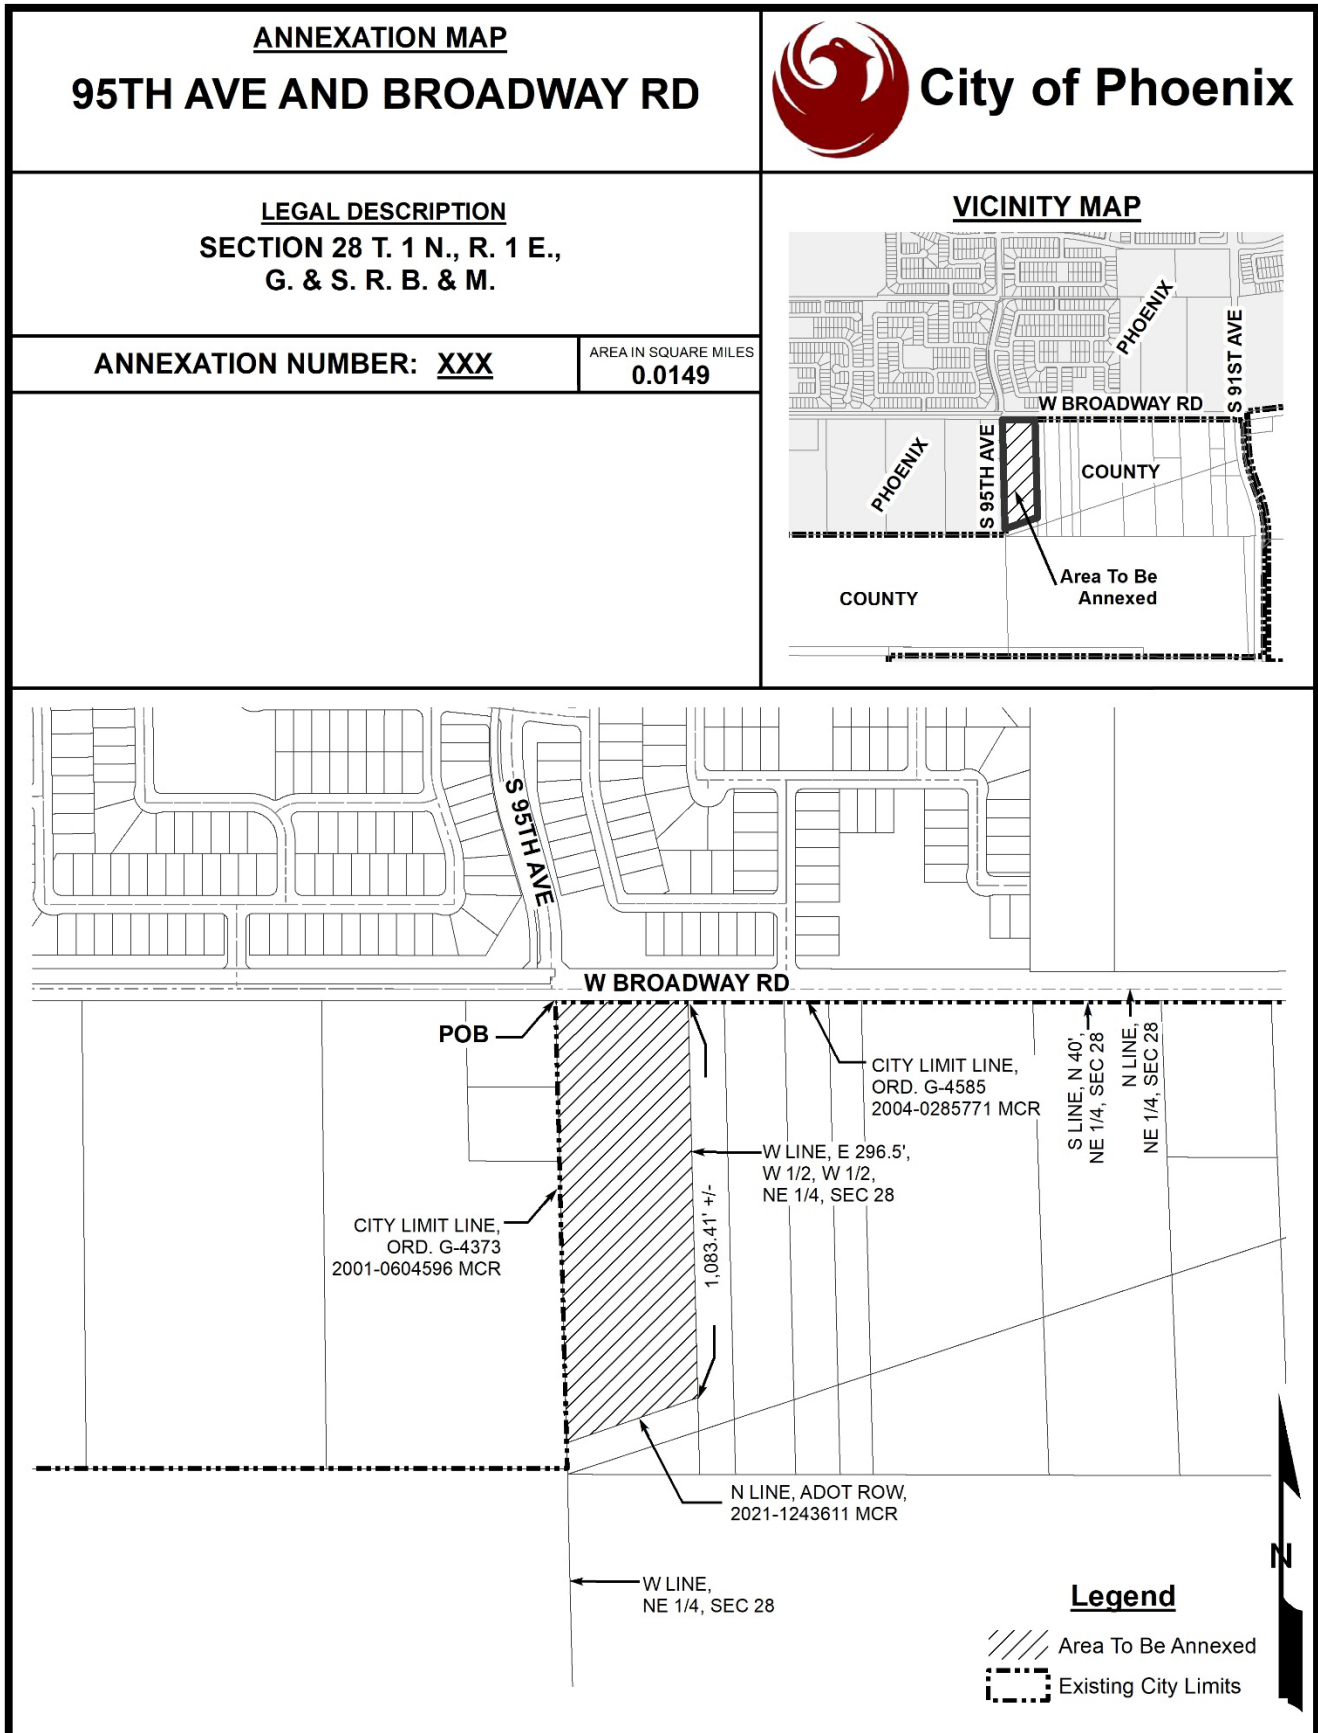 ANNEXATION MAP
95TH AVE AND BROADWAY RD
City of Phoenix
LEGAL DESCRIPTION
SECTION 28 T. 1 N., R. 1 E.,
G. & S. R. B. & M.
ANNEXATION NUMBER: XXX
AREA IN SQUARE MILES
0.0149
VICINITY MAP
PHOENIX
S 91ST AVE
W BROADWAY RD
PHOENIX
S 95TH AVE
COUNTY
Area To Be
Annexed
COUNTY
S 95TH AVE
W BROADWAY RD
POB
CITY LIMIT LINE,
ORD. G-4585
2004-0285771 MCR
S LINE, N 40',
NE 1/4, SEC 28
N LINE,
NE 1/4, SEC 28
W LINE, E 296.5',
W 1/2, W 1/2,
NE 1/4, SEC 28
1,083.41' +/-
CITY LIMIT LINE,
ORD. G-4373
2001-0604596 MCR
N LINE, ADOT ROW,
2021-1243611 MCR
W LINE,
NE 1/4, SEC 28
N
Legend
Area To Be Annexed
Existing City Limits